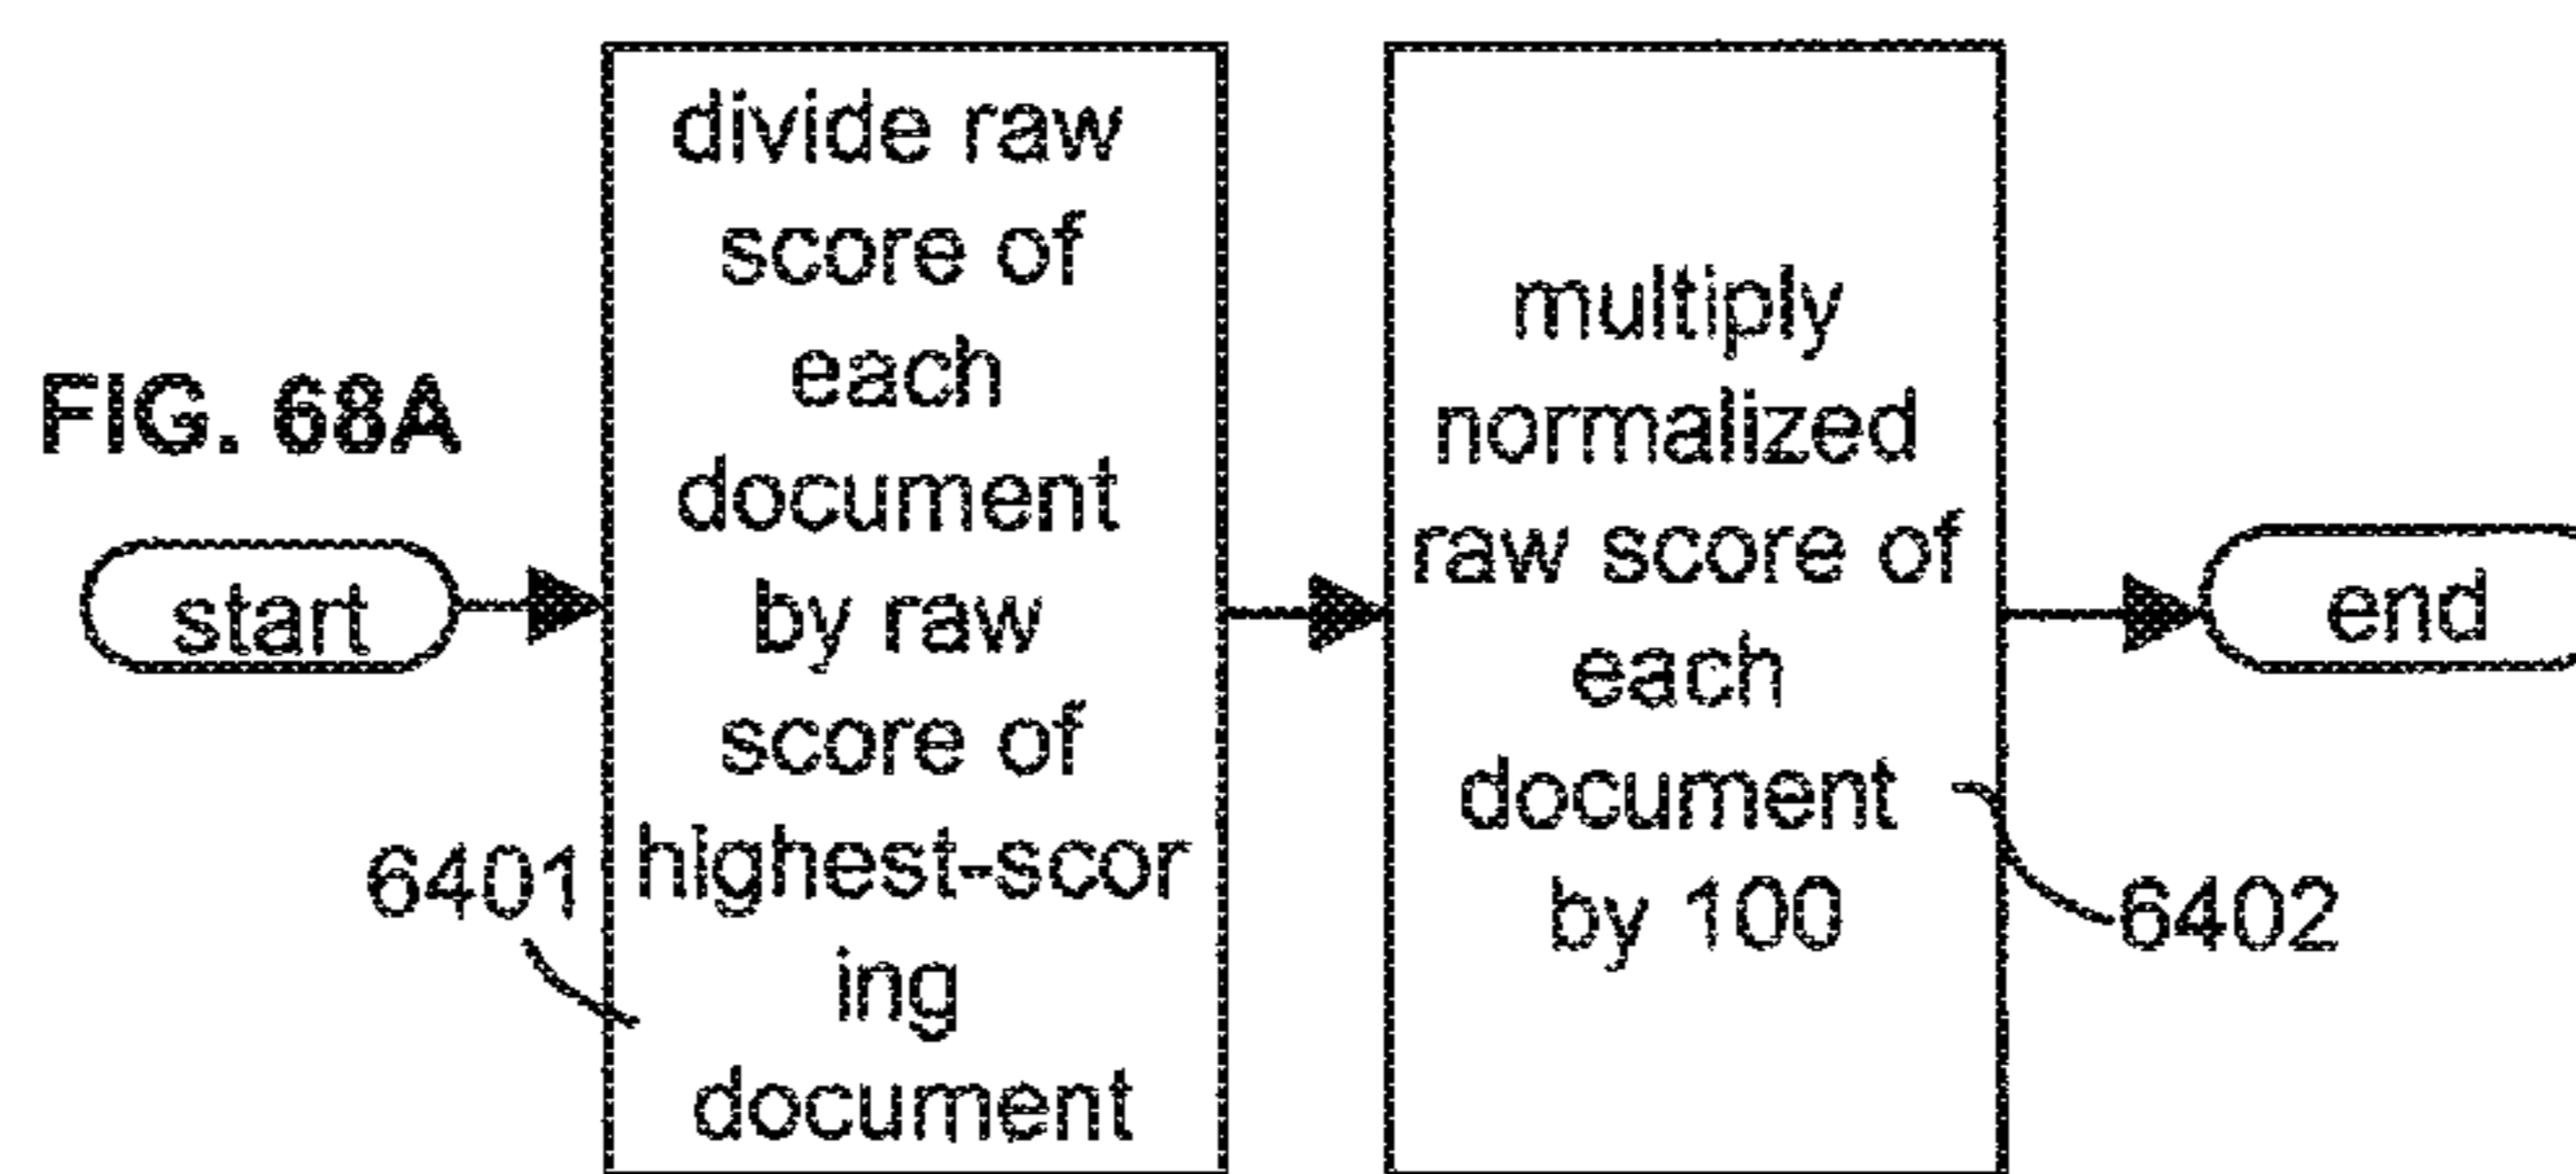 FIG. 68A
start
divide raw
score of
each
document
by raw
score of
highest-scor
ing
document
6401
multiply
normalized
raw score of
each
document
by 100
6402
end